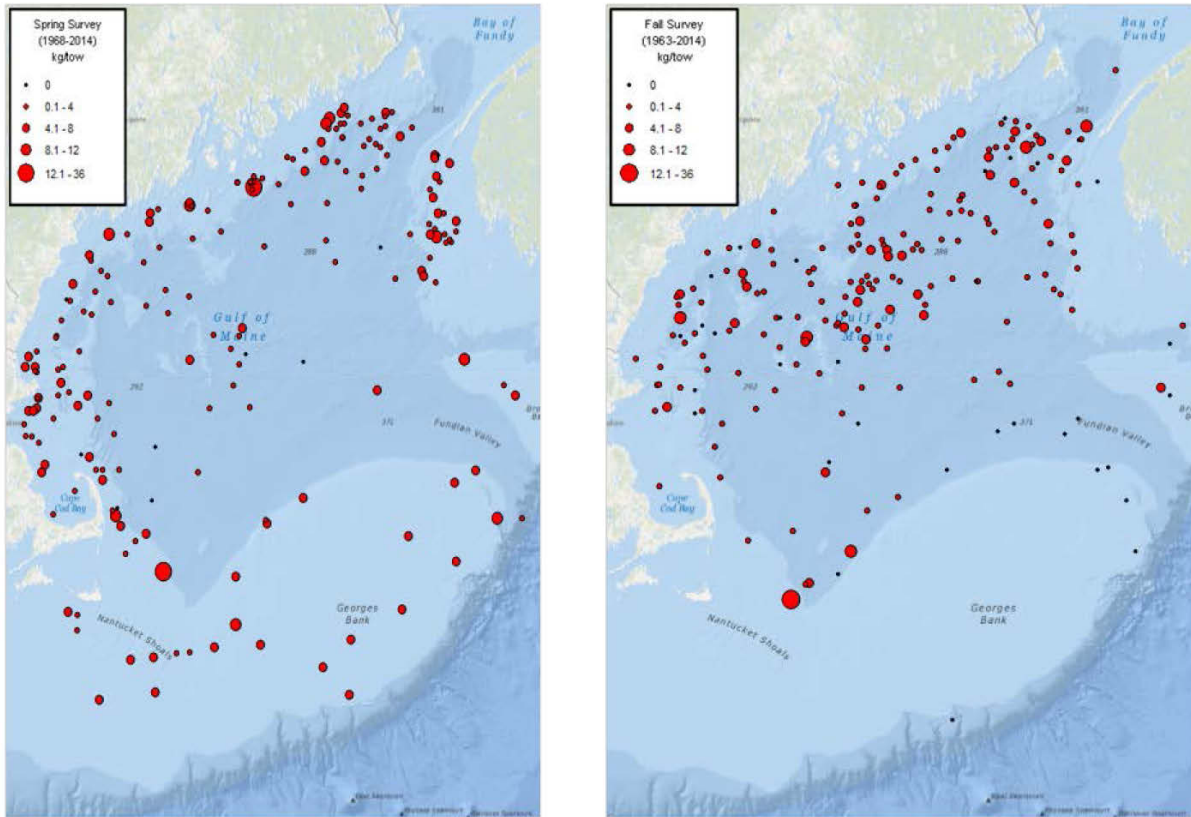 Spring Survey
(1968-2014)
kg/tow
0
0.1 - 4
4.1 - 8
8.1 - 12
12.1 - 36
Bay of
Fundy
Gulf of
Maine
Fundian Valley
Cape
Cod Bay
Georges
Bank
Nantucket Shoals
Fall Survey
(1963-2014)
kg/tow
0
0.1 - 4
4.1 - 8
8.1 - 12
12.1 - 36
Bay of
Fundy
Gulf of
Maine
Fundian Valley
Cape
Cod Bay
Georges
Bank
Nantucket Shoals